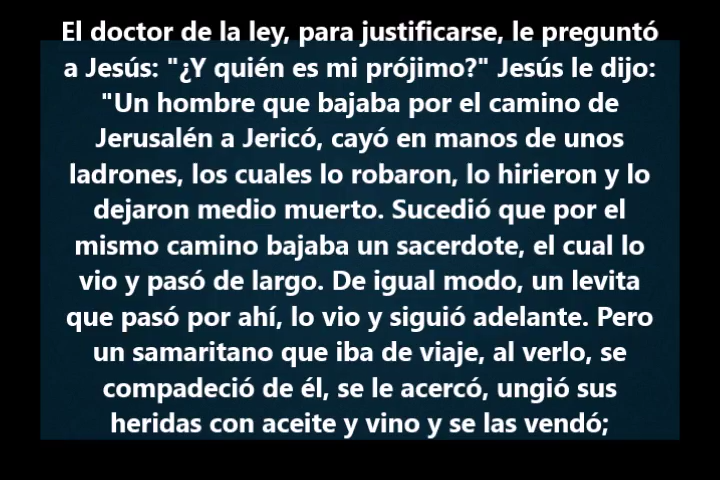 El doctor de la ley, para justificarse, le preguntó
a Jesús: "¿Y quién es mi prójimo?" Jesús le dijo:
"Un hombre que bajaba por el camino de
Jerusalén a Jericó, cayó en manos de unos
ladrones, los cuales lo robaron, lo hirieron y lo
dejaron medio muerto. Sucedió que por el
mismo camino bajaba un sacerdote, el cual lo
vio y pasó de largo. De igual modo, un levita
que pasó por ahí, lo vio y siguió adelante. Pero
un samaritano que iba de viaje, al verlo, se
compadeció de él, se le acercó, ungió sus
heridas con aceite y vino y se las vendó;